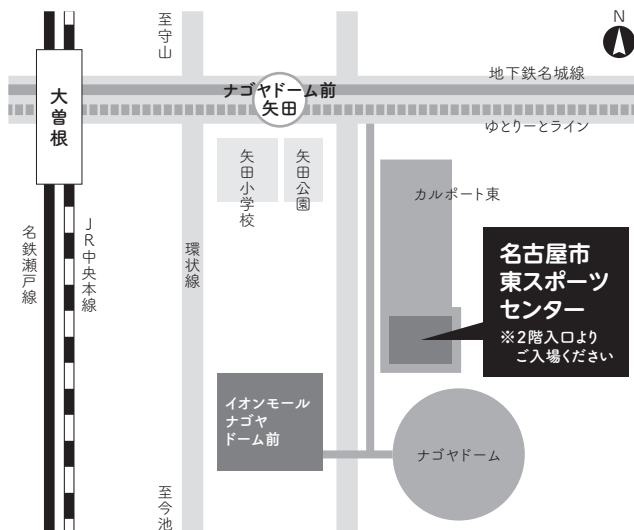 至守山
N
地下鉄名城線
ナゴヤドーム前
矢田
大曽根
ゆとりーとライン
矢田小学校
矢田公園
カルポート東
名鉄瀬戸線
JR中央本線
環状線
名古屋市
東スポーツ
センター
※2階入口より
ご入場ください
イオンモール
ナゴヤ
ドーム前
ナゴヤドーム
至今池